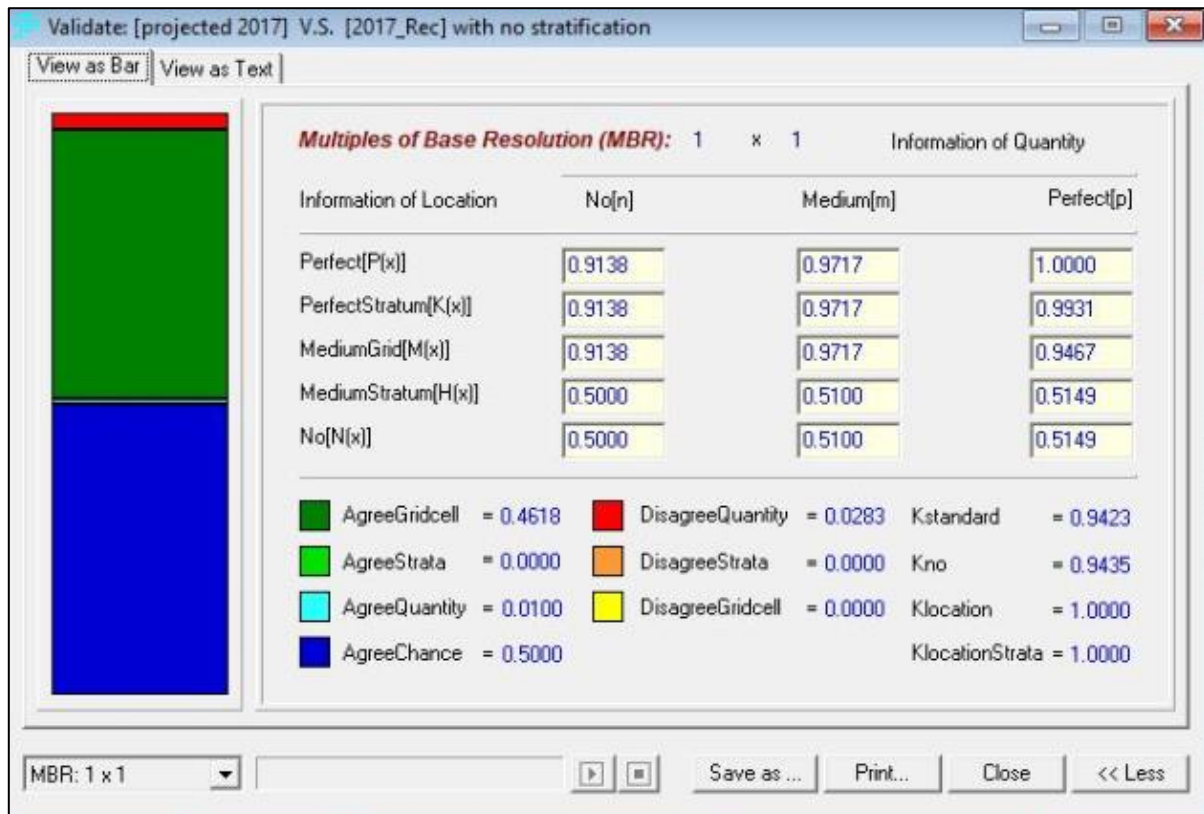 Validate: [projected 2017] V.S. [2017_Rec] with no stratification
View as Bar View as Text
Multiples of Base Resolution (MBR): 1 x 1 Information of Quantity
Information of Location No[n] Medium[m] Perfect[p]
Perfect[P(x)] 0.9138 0.9717 1.0000
PerfectStratum[K(x)] 0.9138 0.9717 0.9931
MediumGrid[M(x)] 0.9138 0.9717 0.9467
MediumStratum[H(x)] 0.5000 0.5100 0.5149
No[N(x)] 0.5000 0.5100 0.5149
AgreeGridcell = 0.4618 DisagreeQuantity = 0.0283 Kstandard = 0.9423
AgreeStrata = 0.0000 DisagreeStrata = 0.0000 Kno = 0.9435
AgreeQuantity = 0.0100 DisagreeGridcell = 0.0000 Klocation = 1.0000
AgreeChance = 0.5000 KlocationStrata = 1.0000
MBR: 1 x 1 Save as ... Print... Close << Less